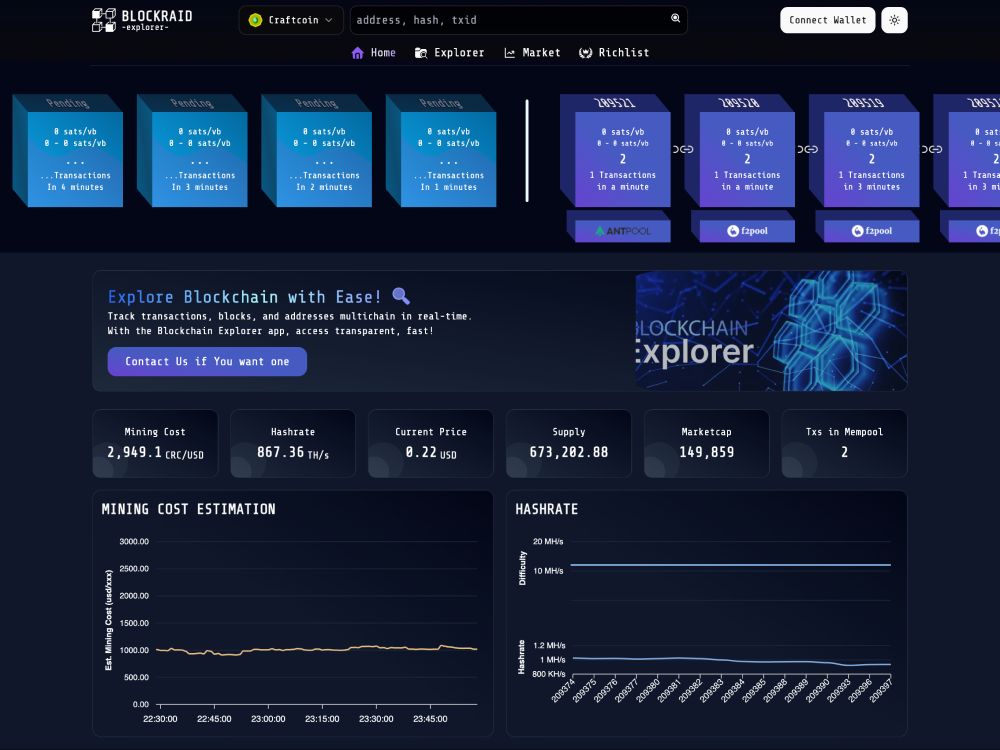 BLOCKRAID
-explorer-
Craftcoin
address, hash, txid
Connect Wallet
Home
Explorer
Market
Richlist
Pending
0 sats/vb
0 - 0 sats/vb
...
...Transactions
In 4 minutes
Pending
0 sats/vb
0 - 0 sats/vb
...
...Transactions
In 3 minutes
Pending
0 sats/vb
0 - 0 sats/vb
...
...Transactions
In 2 minutes
Pending
0 sats/vb
0 - 0 sats/vb
...
...Transactions
In 1 minutes
209521
0 sats/vb
0 - 0 sats/vb
2
1 Transactions
in a minute
ANTPOOL
209520
0 sats/vb
0 - 0 sats/vb
2
1 Transactions
in a minute
f2pool
209519
0 sats/vb
0 - 0 sats/vb
2
1 Transactions
in 3 minutes
f2pool
0 sats
0 - 0 s
2
1 Transa
in 3 mi
Explore Blockchain with Ease!
Track transactions, blocks, and addresses multichain in real-time.
With the Blockchain Explorer app, access transparent, fast!
Contact Us if You want one
BLOCKCHAIN
Explorer
Mining Cost
2,949.1 CRC/USD
Hashrate
867.36 TH/s
Current Price
0.22 USD
Supply
673,202.88
Marketcap
149,859
Txs in Mempool
2
MINING COST ESTIMATION
Est. Mining Cost (usd/xxx)
3000.00
2500.00
2000.00
1500.00
1000.00
500.00
0.00
22:30:00
22:45:00
23:00:00
23:15:00
23:30:00
23:45:00
HASHRATE
Difficulty
20 MH/s
10 MH/s
Hashrate
1.2 MH/s
1 MH/s
800 KH/s
209374
209375
209376
209377
209380
209381
209382
209383
209384
209385
209388
209389
209390
209393
209396
209397